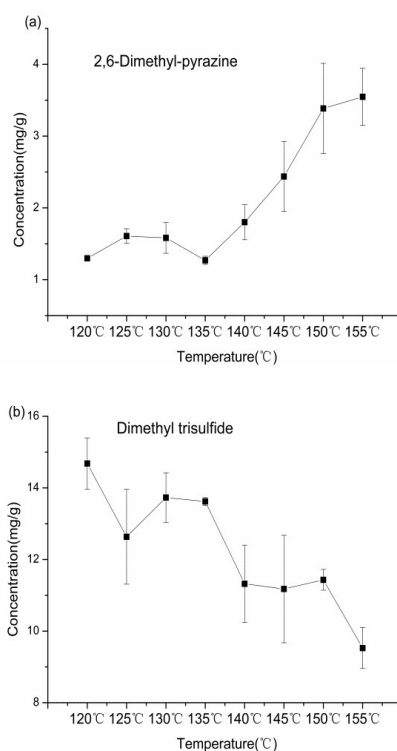 (a)
2,6-Dimethyl-pyrazine
4
3
2
1
Concentration(mg/g)
120℃ 125℃ 130℃ 135℃ 140℃ 145℃ 150℃ 155℃
Temperature(℃)
(b)
Dimethyl trisulfide
16
14
12
10
8
Concentration(mg/g)
120℃ 125℃ 130℃ 135℃ 140℃ 145℃ 150℃ 155℃
Temperature(℃)